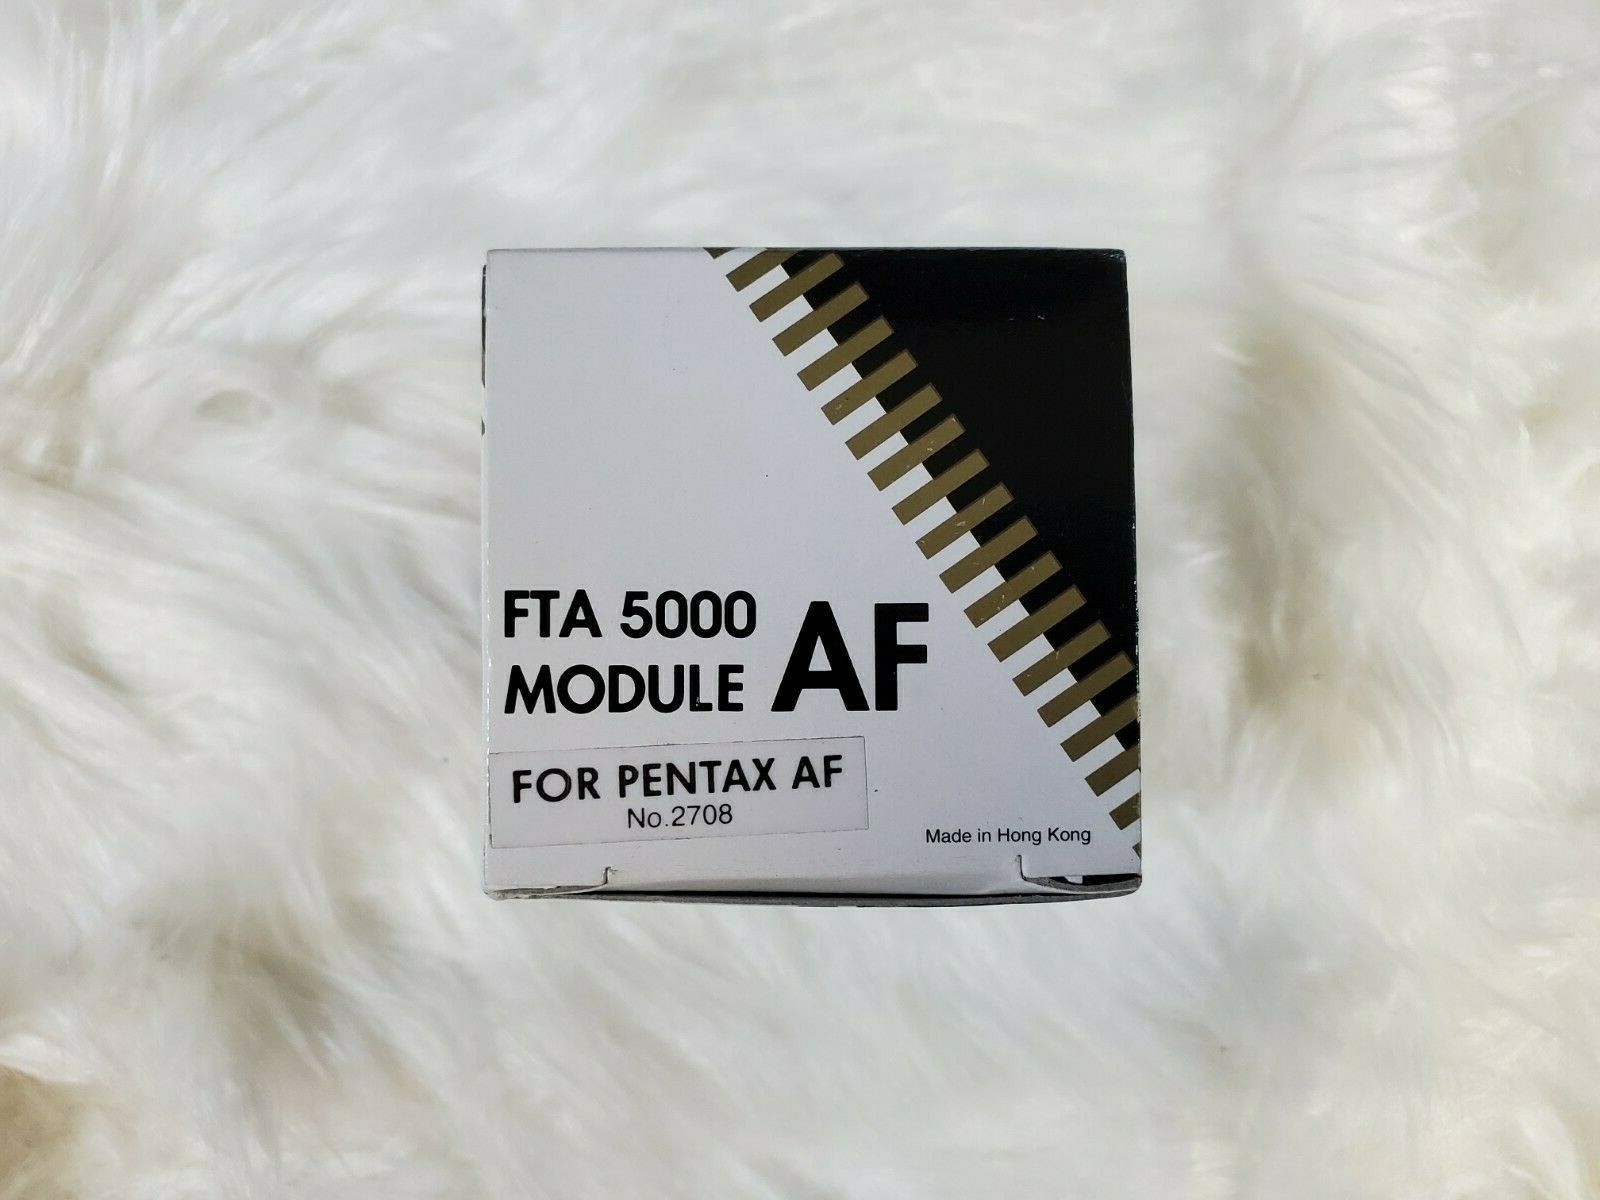 FTA 5000
MODULE AF
FOR PENTAX AF
No.2708
Made in Hong Kong